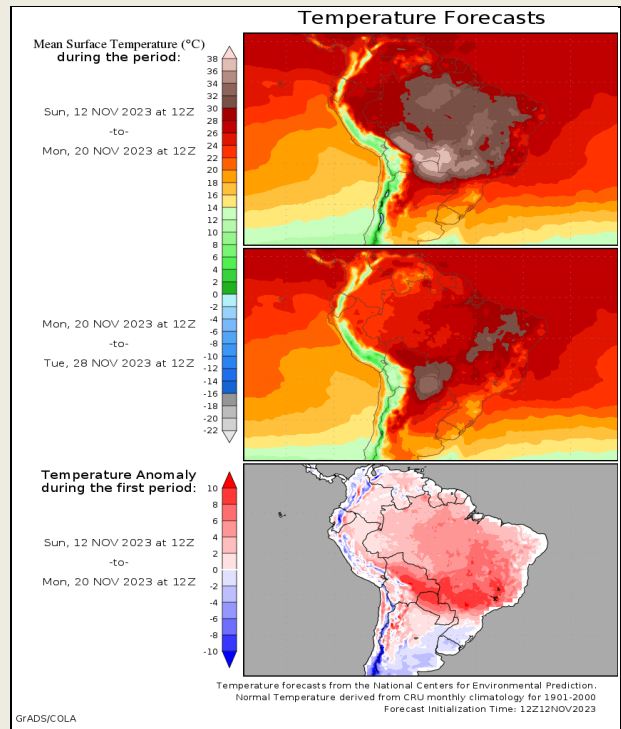 Temperature Forecasts
Mean Surface Temperature (°C)
during the period:
Sun, 12 NOV 2023 at 12Z
-to-
Mon, 20 NOV 2023 at 12Z
38
36
34
32
30
28
26
24
22
20
18
16
14
12
10
8
6
4
2
0
-2
-4
-6
-8
-10
-12
-14
-16
-18
-20
-22
Mon, 20 NOV 2023 at 12Z
-to-
Tue, 28 NOV 2023 at 12Z
Temperature Anomaly
during the first period:
Sun, 12 NOV 2023 at 12Z
-to-
Mon, 20 NOV 2023 at 12Z
10
8
6
4
2
0
-2
-4
-6
-8
-10
Temperature forecasts from the National Centers for Environmental Prediction.
Normal Temperature derived from CRU monthly climatology for 1901-2000
Forecast Initialization Time: 12Z12NOV2023
GrADS/COLA